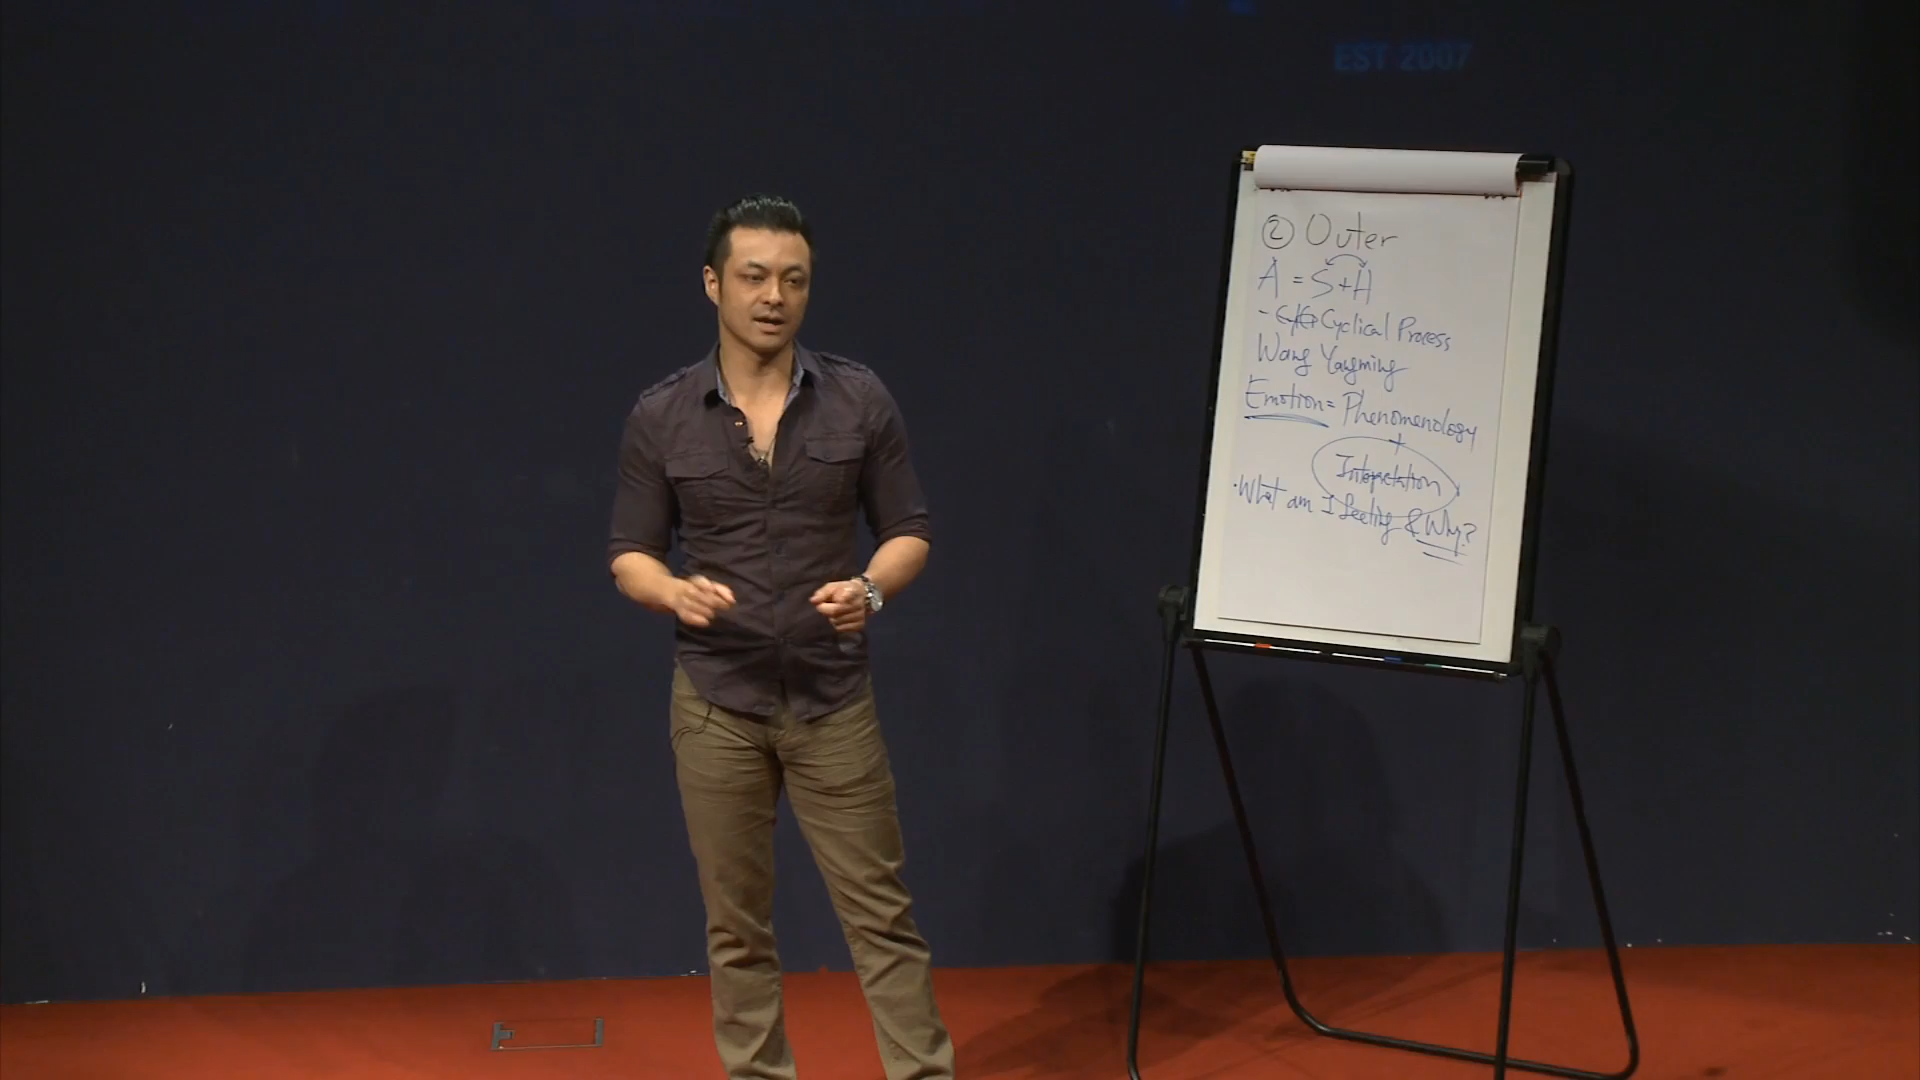 EST 2007
② Outer
A = S + H
- Cyclical Process
Wang Yangming
Emotion = Phenomenology
+
Interpretation
• What am I feeling & Why?